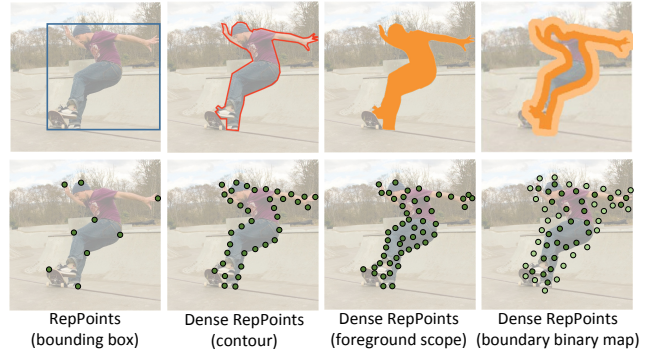 RepPoints
(bounding box)
Dense RepPoints
(contour)
Dense RepPoints
(foreground scope)
Dense RepPoints
(boundary binary map)